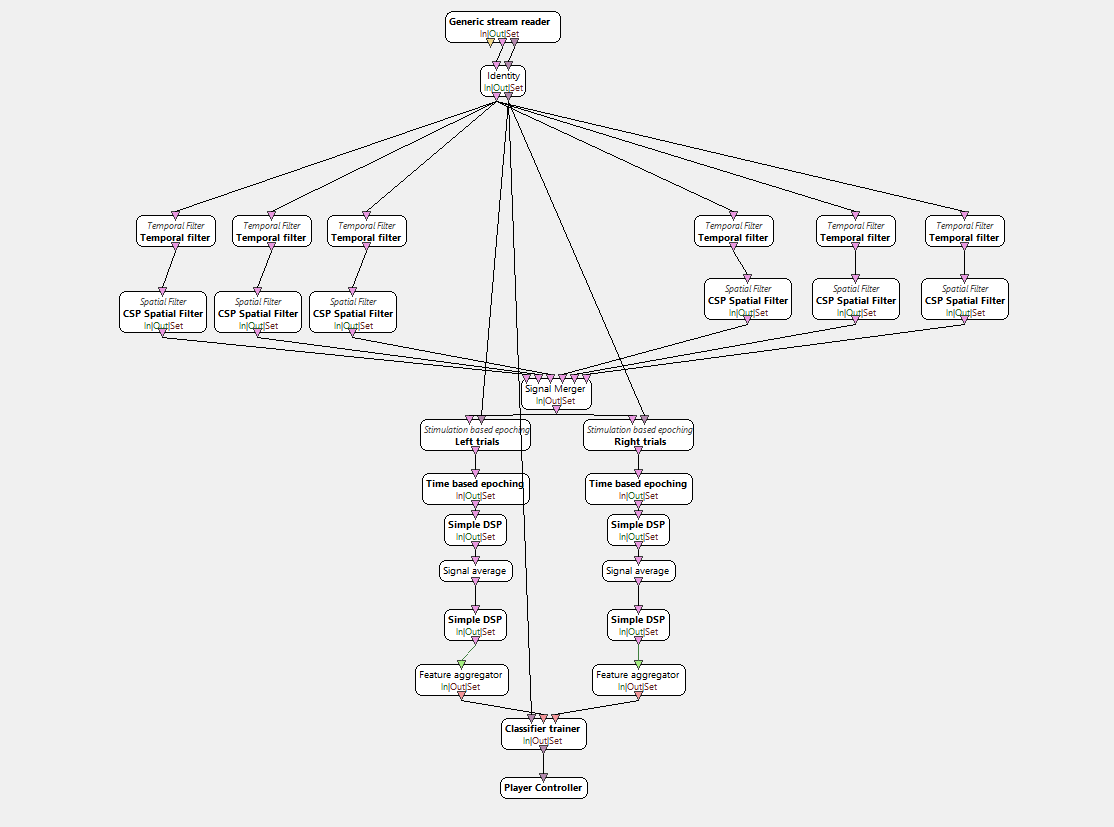 Generic stream reader
In|Out|Set
Identity
In|Out|Set
Temporal Filter
Temporal filter
Temporal Filter
Temporal filter
Temporal Filter
Temporal filter
Temporal Filter
Temporal filter
Temporal Filter
Temporal filter
Temporal Filter
Temporal filter
Spatial Filter
CSP Spatial Filter
In|Out|Set
Spatial Filter
CSP Spatial Filter
In|Out|Set
Spatial Filter
CSP Spatial Filter
In|Out|Set
Spatial Filter
CSP Spatial Filter
In|Out|Set
Spatial Filter
CSP Spatial Filter
In|Out|Set
Spatial Filter
CSP Spatial Filter
In|Out|Set
Signal Merger
In|Out|Set
Stimulation based epoching
Left trials
Stimulation based epoching
Right trials
Time based epoching
In|Out|Set
Time based epoching
In|Out|Set
Simple DSP
In|Out|Set
Simple DSP
In|Out|Set
Signal average
Signal average
Simple DSP
In|Out|Set
Simple DSP
In|Out|Set
Feature aggregator
In|Out|Set
Feature aggregator
In|Out|Set
Classifier trainer
In|Out|Set
Player Controller